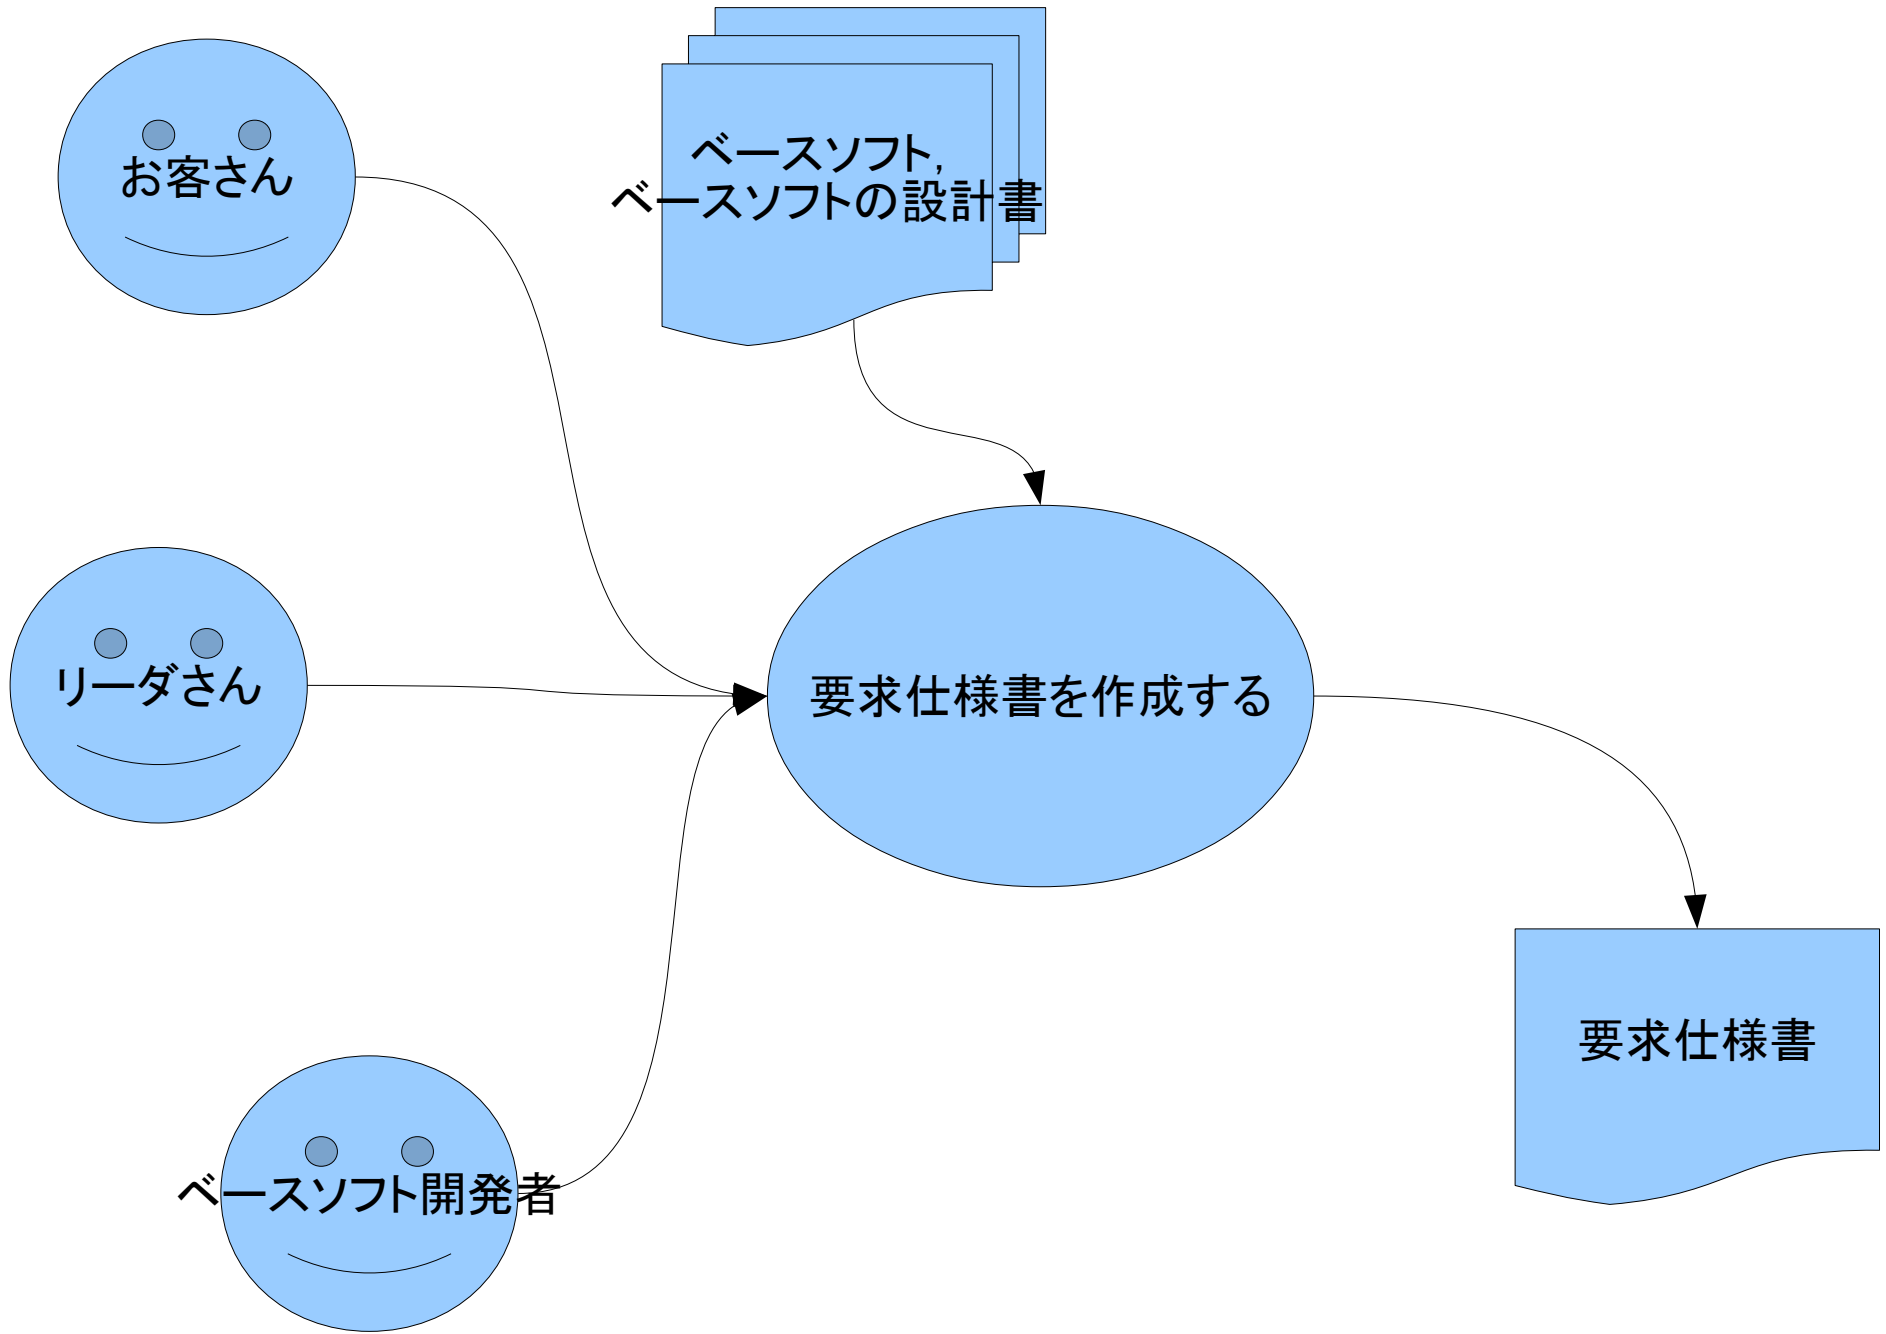 お客さん
ベースソフト,
ベースソフトの設計書
リーダさん
要求仕様書を作成する
要求仕様書
ベースソフト開発者